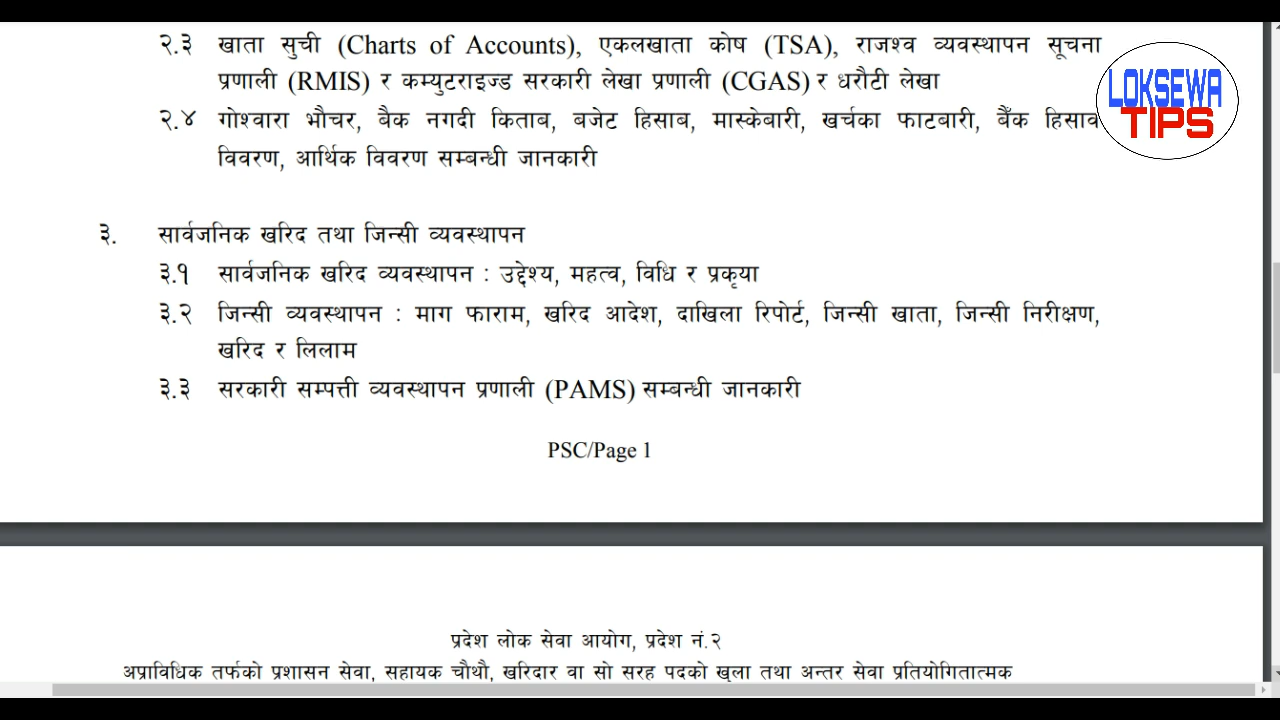 २.३ खाता सुची (Charts of Accounts), एकलखाता कोष (TSA), राजश्व व्यवस्थापन सूचना
प्रणाली (RMIS) र कम्युटराइज्ड सरकारी लेखा प्रणाली (CGAS) र धरौटी लेखा
२.४ गोश्वारा भौचर, बैक नगदी किताब, बजेट हिसाब, मास्केबारी, खर्चका फाटबारी, बैँक हिसाव
विवरण, आर्थिक विवरण सम्बन्धी जानकारी
LOKSEWA
TIPS
३. सार्वजनिक खरिद तथा जिन्सी व्यवस्थापन
३.१ सार्वजनिक खरिद व्यवस्थापन : उद्देश्य, महत्व, विधि र प्रकृया
३.२ जिन्सी व्यवस्थापन : माग फाराम, खरिद आदेश, दाखिला रिपोर्ट, जिन्सी खाता, जिन्सी निरीक्षण,
खरिद र लिलाम
३.३ सरकारी सम्पत्ती व्यवस्थापन प्रणाली (PAMS) सम्बन्धी जानकारी
PSC/Page 1
प्रदेश लोक सेवा आयोग, प्रदेश नं.२
अप्राविधिक तर्फको प्रशासन सेवा, सहायक चौथौ, खरिदार वा सो सरह पदको खुला तथा अन्तर सेवा प्रतियोगितात्मक